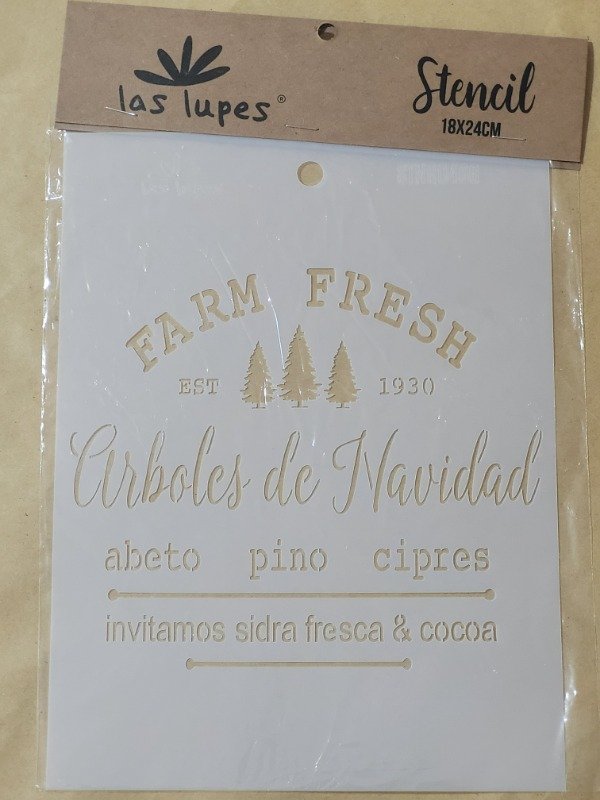 las lupes®
Stencil
18X24CM
FARM FRESH
EST 1930
Arboles de Navidad
abeto pino cipres
invitamos sidra fresca & cocoa